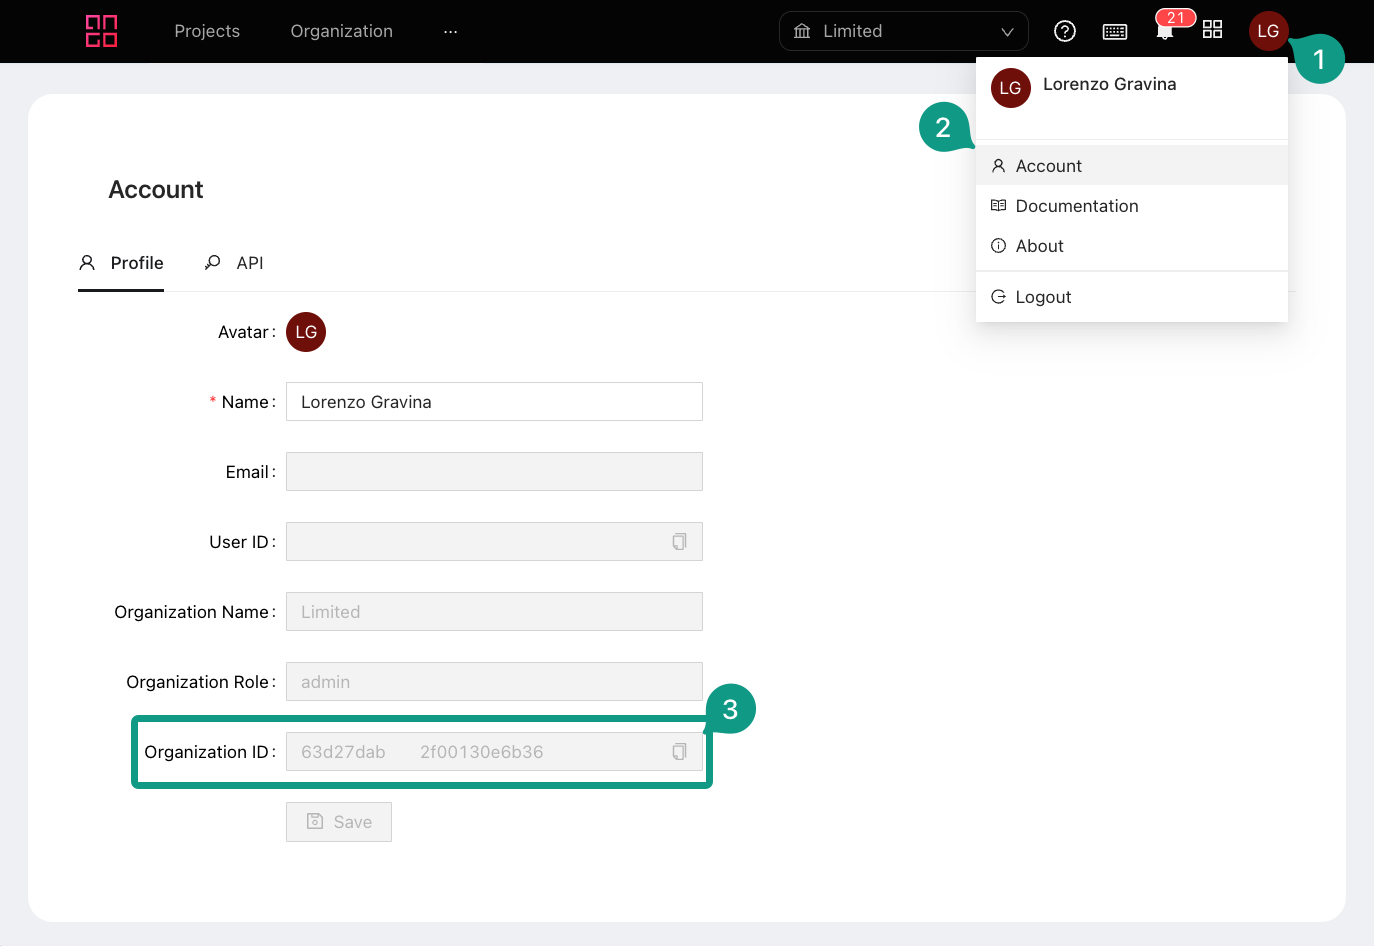 Projects
Organization
···
Limited
21
LG
1
LG
Lorenzo Gravina
2
Account
Documentation
About
Logout
Account
Profile
API
Avatar:
LG
* Name:
Lorenzo Gravina
Email:
User ID:
Organization Name:
Limited
Organization Role:
admin
3
Organization ID:
63d27dab 2f00130e6b36
Save